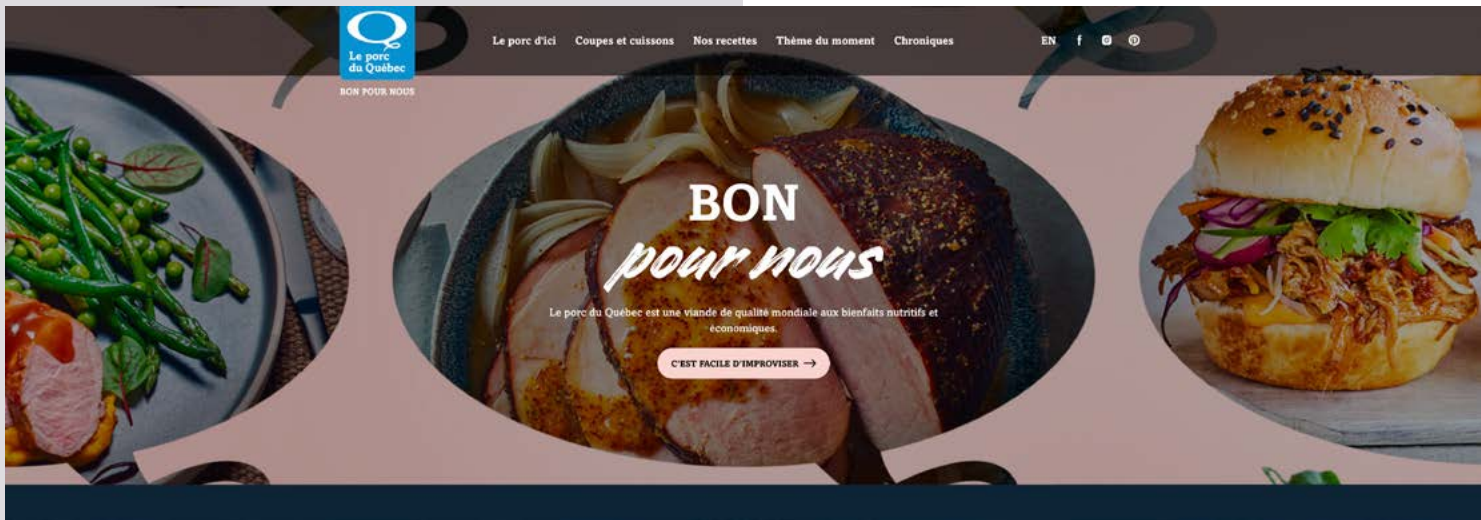 Le porc
du Québec
BON POUR NOUS
Le porc d'ici Coupes et cuissons Nos recettes Thème du moment Chroniques EN
BON
pour nous
Le porc du Québec est une viande de qualité mondiale aux bienfaits nutritifs et
économiques.
C'EST FACILE D'IMPROVISER →